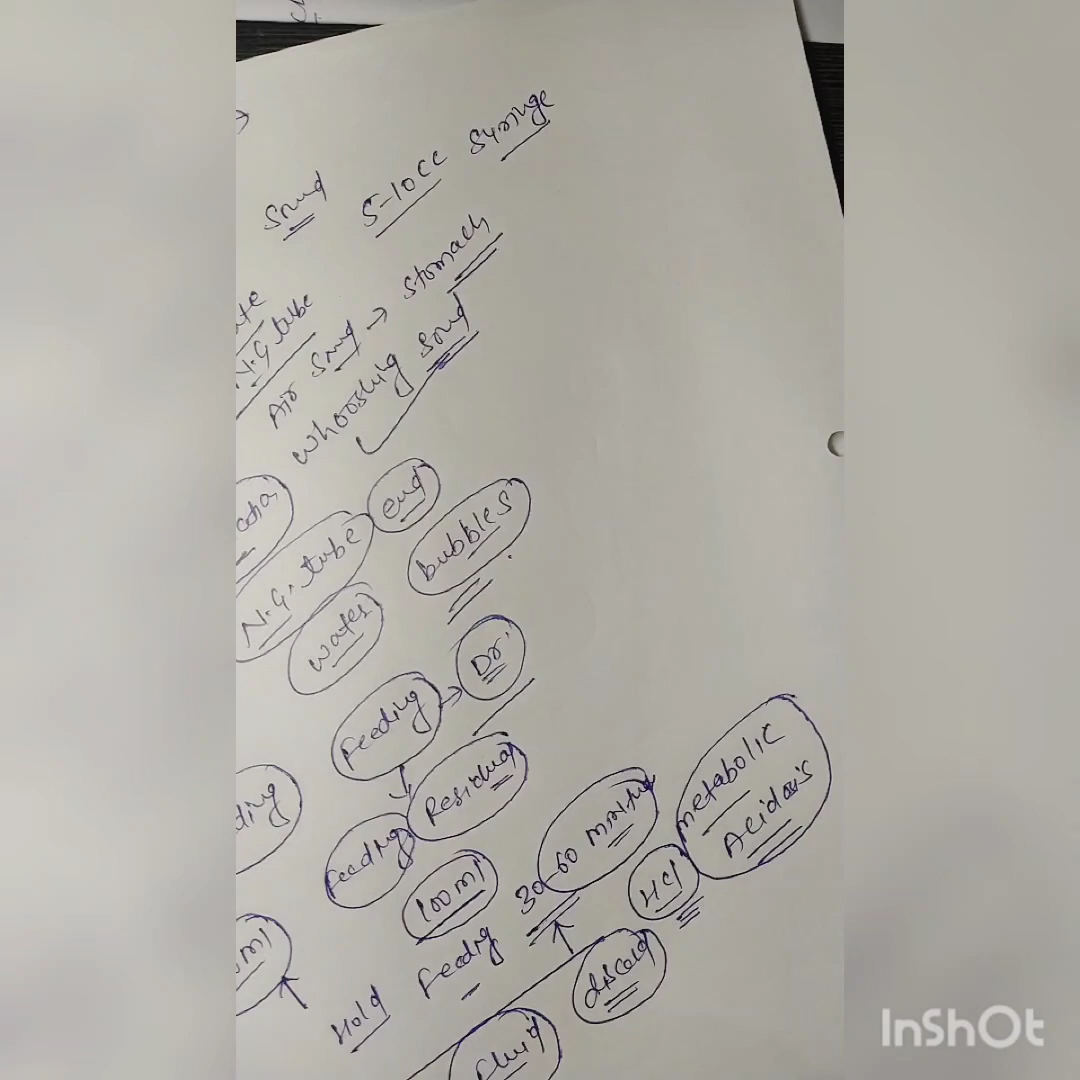 Sound 5-10cc Syringe
N.G. tube
Air Sound → Stomach
Whooshing Sound
N.G. tube end
water bubbles
Feeding → Dr.
Feeding Residual
100ml
Hold Feeding 30-60 minutes
HCl metabolic
Acidosis
Fluid discard
InShOt